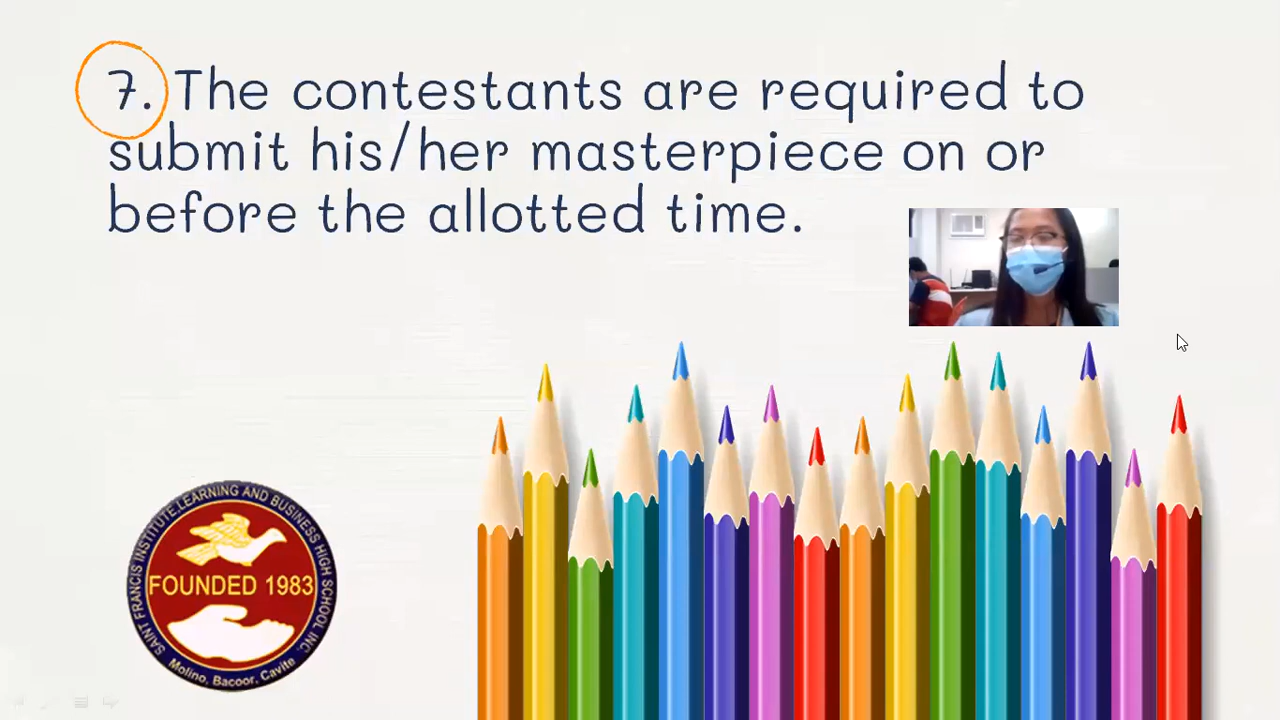 7. The contestants are required to
submit his/her masterpiece on or
before the allotted time.
SAINT FRANCIS INSTITUTE,LEARNING AND BUSINESS HIGH SCHOOL INC.
FOUNDED 1983
Molino, Bacoor, Cavite